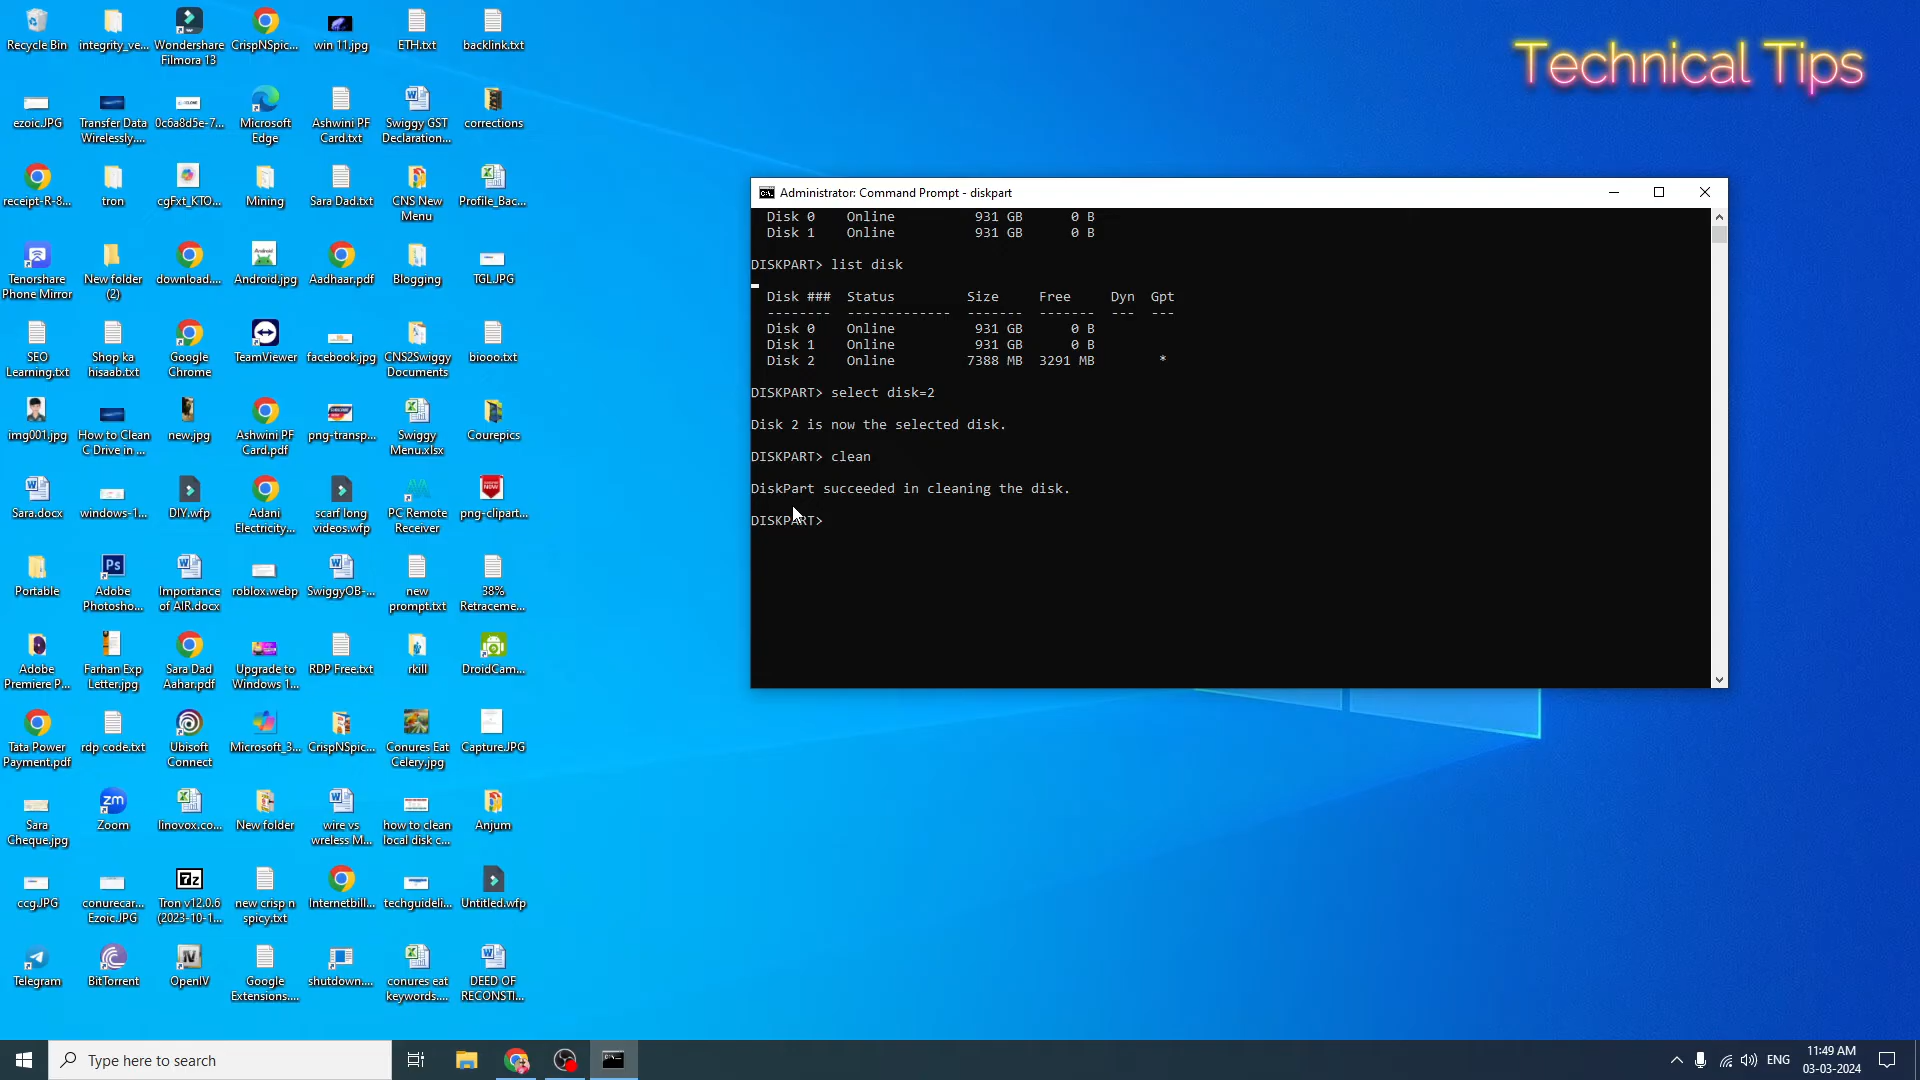 Recycle Bin
integrity_ve...
Wondershare
Filmora 13
CrispNSpic...
win 11.jpg
ETH.txt
backlink.txt
Technical Tips
ezoic.JPG
Transfer Data
Wirelessly....
0c6a8d5e-7...
Microsoft
Edge
Ashwini PF
Card.txt
Swiggy GST
Declaration...
corrections
receipt-R-8...
tron
cgFxt_KTO...
Mining
Sara Dad.txt
CNS New
Menu
Profile_Bac...
Tenorshare
Phone Mirror
New folder
(2)
download....
Android.jpg
Aadhaar.pdf
Blogging
TGL.JPG
SEO
Learning.txt
Shop ka
hisaab.txt
Google
Chrome
TeamViewer
facebook.jpg
CNS2Swiggy
Documents
biooo.txt
img001.jpg
How to Clean
C Drive in ...
new.jpg
Ashwini PF
Card.pdf
png-transp...
Swiggy
Menu.xlsx
Courepics
Sara.docx
windows-1...
DIY.wfp
Adani
Electricity...
scarf long
videos.wfp
PC Remote
Receiver
png-clipart...
Portable
Adobe
Photosho...
Importance
of AIR.docx
roblox.webp
SwiggyOB-...
new
prompt.txt
38%
Retraceme...
Adobe
Premiere P...
Farhan Exp
Letter.jpg
Sara Dad
Aahar.pdf
Upgrade to
Windows 1...
RDP Free.txt
rkill
DroidCam...
Tata Power
Payment.pdf
rdp code.txt
Ubisoft
Connect
Microsoft_3...
CrispNSpic...
Conures Eat
Celery.jpg
Capture.JPG
Sara
Cheque.jpg
Zoom
linovox.co...
New folder
wire vs
wreless M...
how to clean
local disk c...
Anjum
ccg.JPG
conurecar...
Ezoic.JPG
Tron v12.0.6
(2023-10-1...
new crisp n
spicy.txt
Internetbill...
techguideli...
Untitled.wfp
Telegram
BitTorrent
OpenIV
Google
Extensions....
shutdown....
conures eat
keywords....
DEED OF
RECONSTI...
Administrator: Command Prompt - diskpart
Disk 0 Online 931 GB 0 B
Disk 1 Online 931 GB 0 B
DISKPART> list disk
Disk ### Status Size Free Dyn Gpt
-------- ------------- ------- ------- --- ---
Disk 0 Online 931 GB 0 B
Disk 1 Online 931 GB 0 B
Disk 2 Online 7388 MB 3291 MB *
DISKPART> select disk=2
Disk 2 is now the selected disk.
DISKPART> clean
DiskPart succeeded in cleaning the disk.
DISKPART>
Type here to search
ENG
11:49 AM
03-03-2024